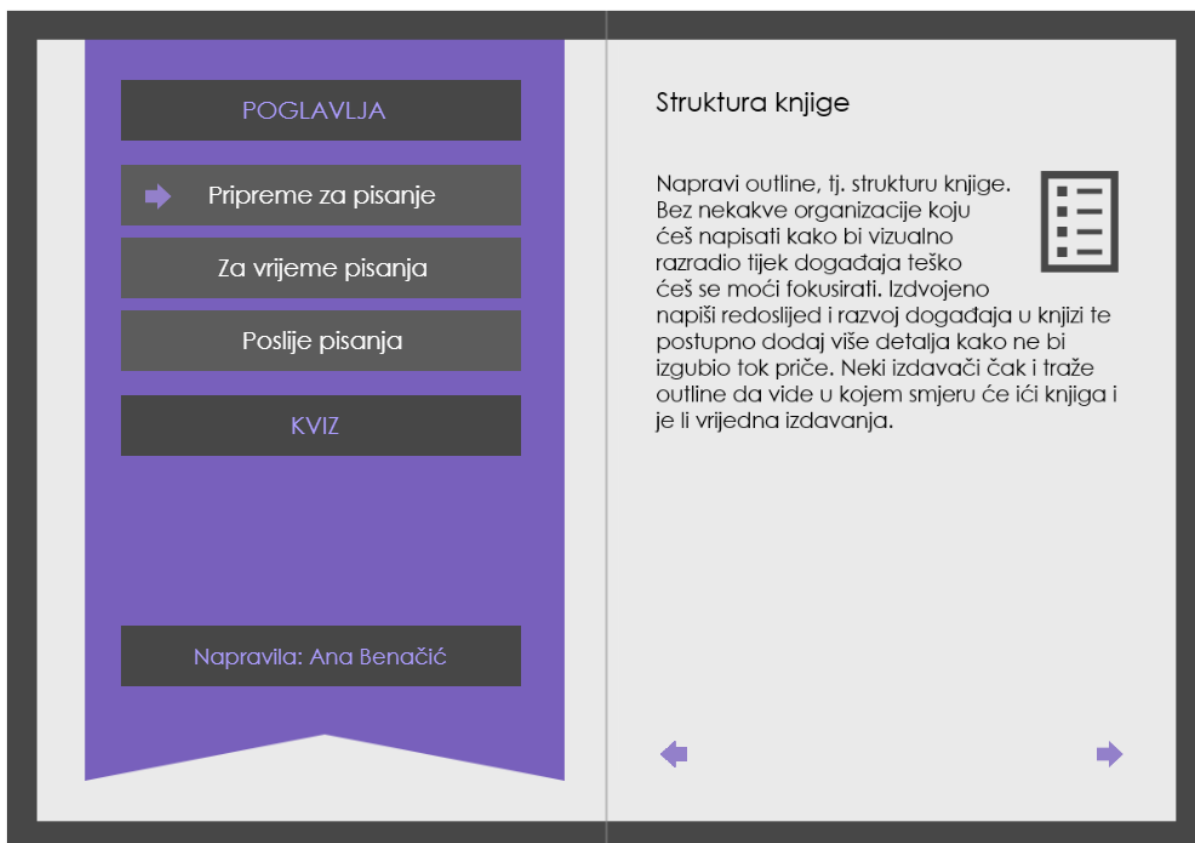 POGLAVLJA
Pripreme za pisanje
Za vrijeme pisanja
Poslije pisanja
KVIZ
Napravila: Ana Benačić
Struktura knjige
Napravi outline, tj. strukturu knjige.
Bez nekakve organizacije koju
ćeš napisati kako bi vizualno
razradio tijek događaja teško
ćeš se moći fokusirati. Izdvojeno
napiši redoslijed i razvoj događaja u knjizi te
postupno dodaj više detalja kako ne bi
izgubio tok priče. Neki izdavači čak i traže
outline da vide u kojem smjeru će ići knjiga i
je li vrijedna izdavanja.